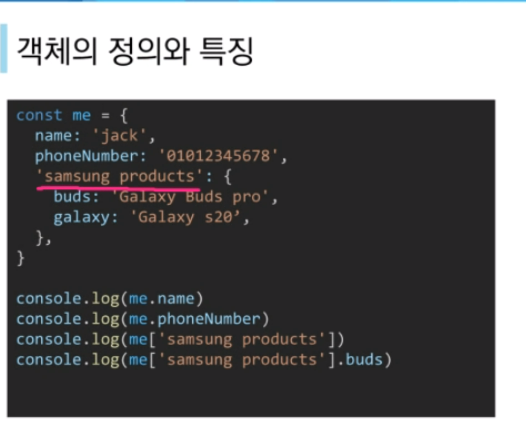 객체의 정의와 특징
const me = {
  name: 'jack',
  phoneNumber: '01012345678',
  'samsung products': {
    buds: 'Galaxy Buds pro',
    galaxy: 'Galaxy s20’,
  },
}
console.log(me.name)
console.log(me.phoneNumber)
console.log(me['samsung products'])
console.log(me['samsung products'].buds)